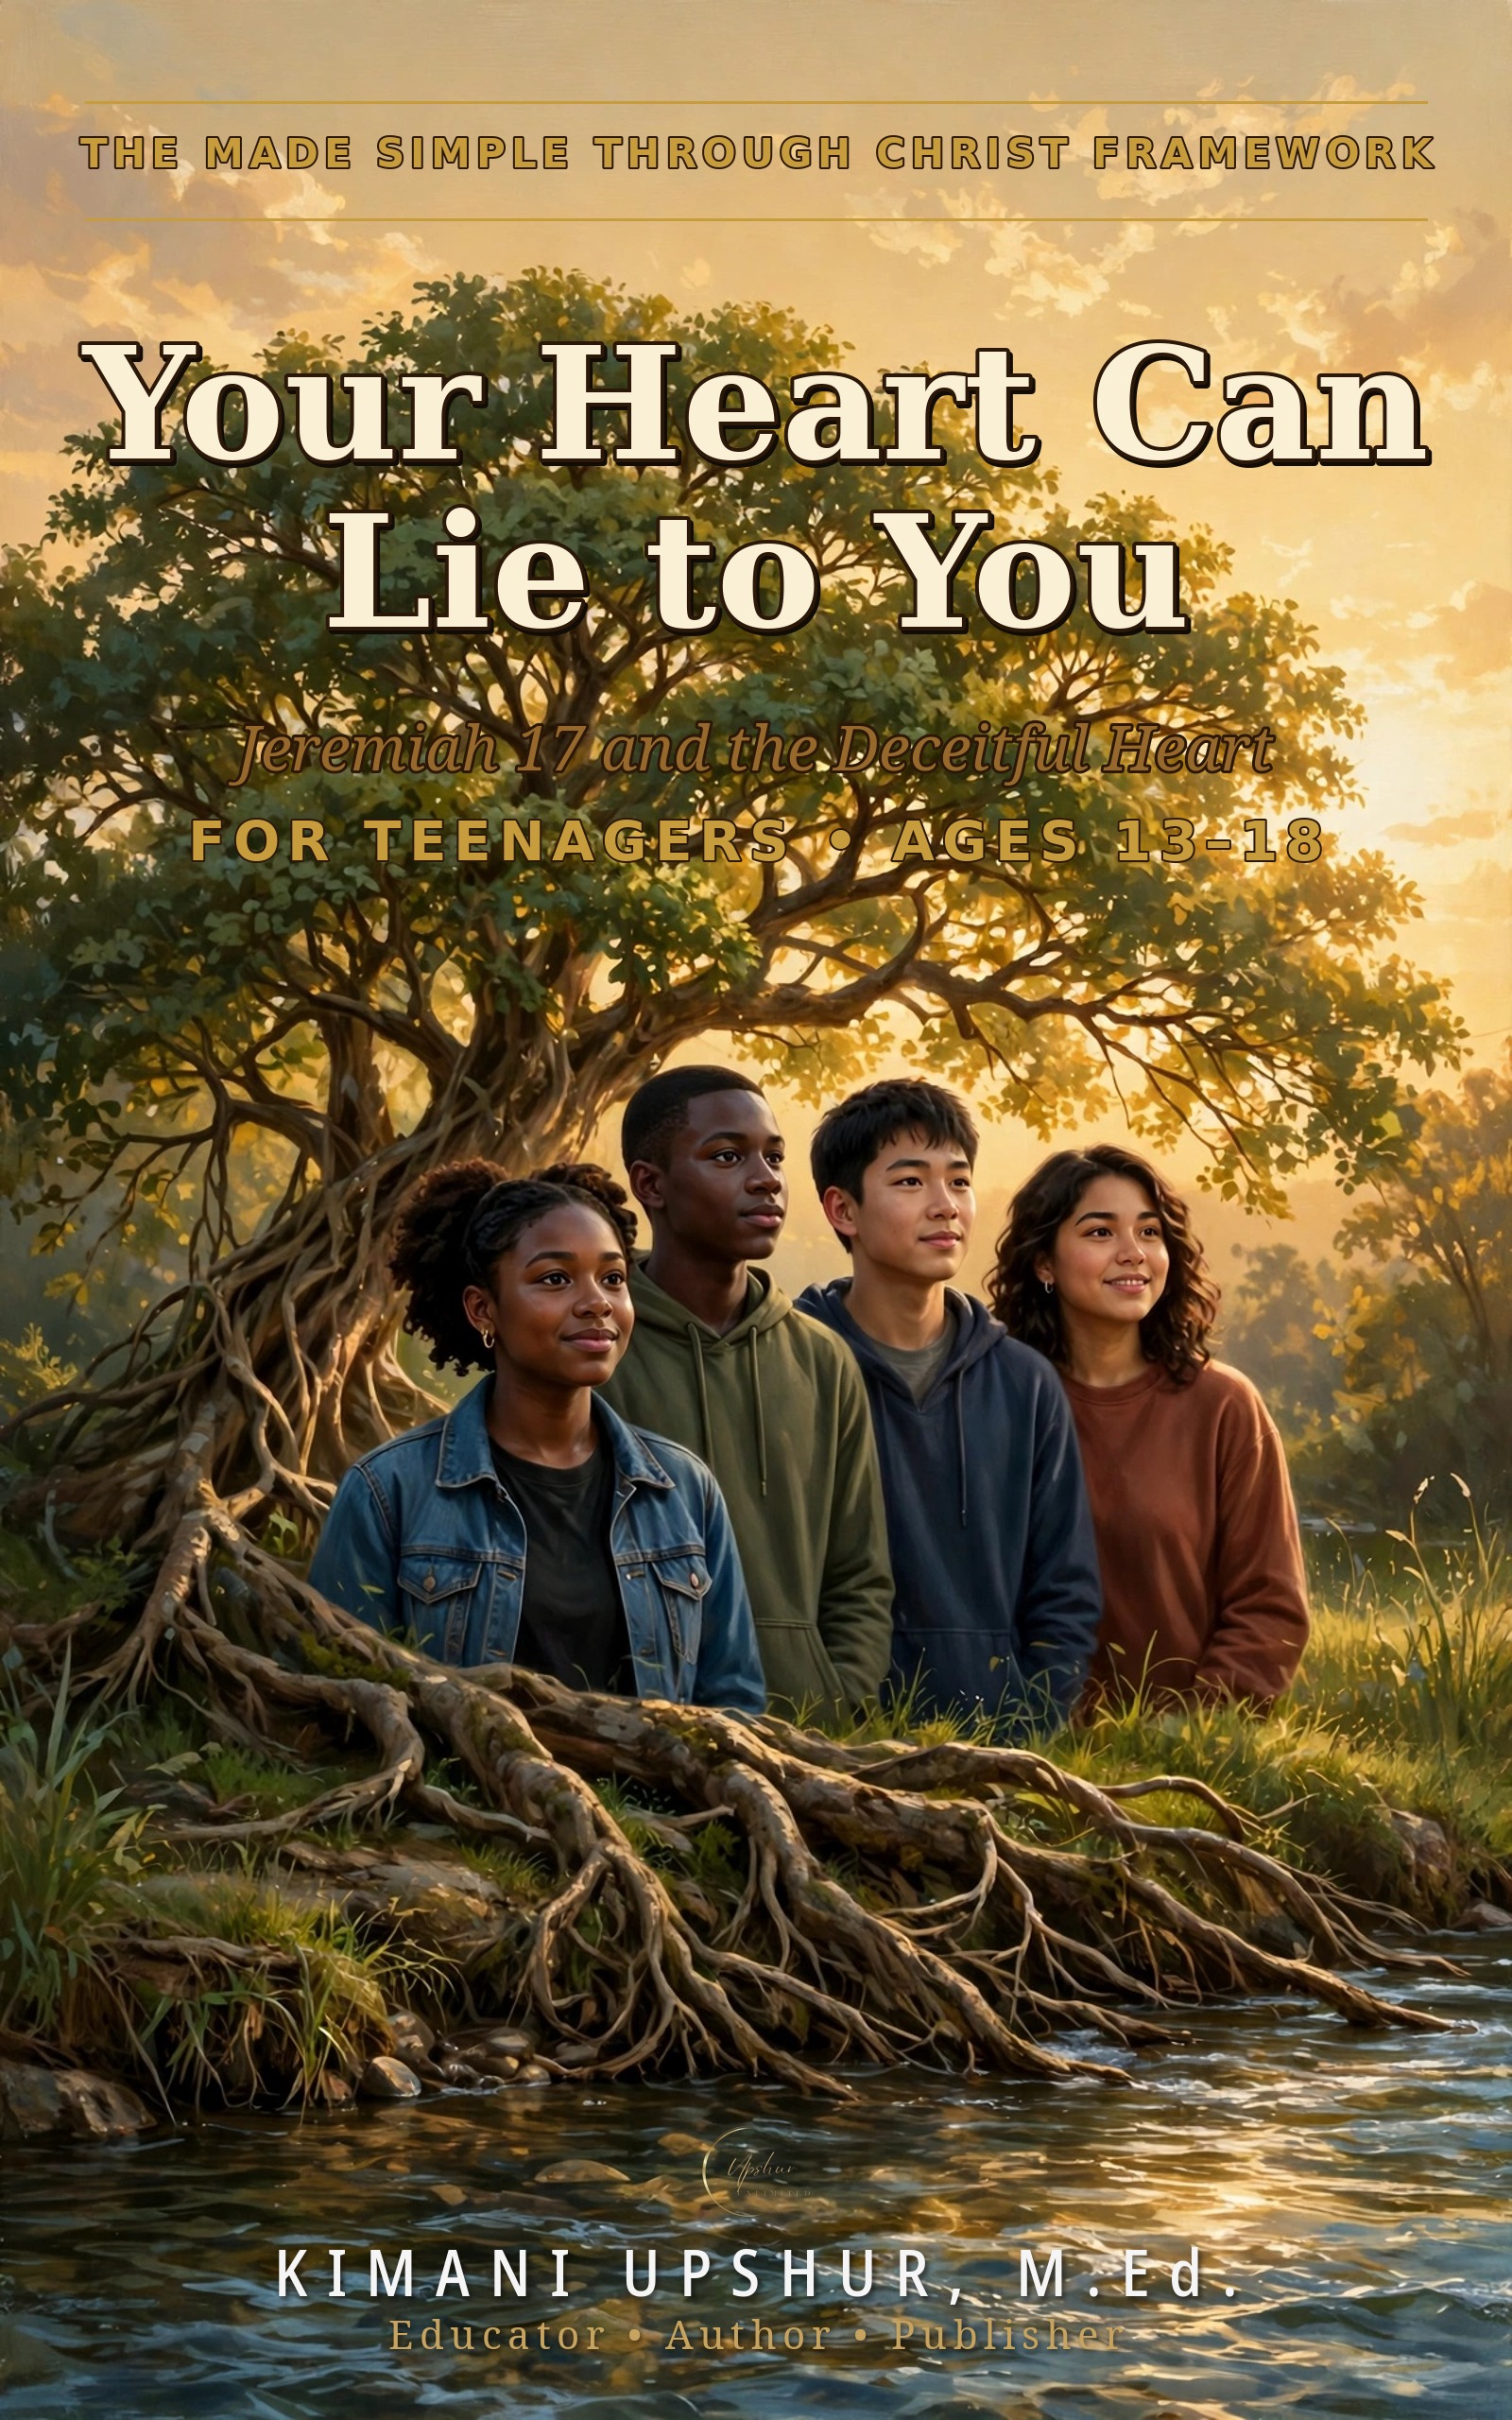 THE MADE SIMPLE THROUGH CHRIST FRAMEWORK
Your Heart Can
Lie to You
Jeremiah 17 and the Deceitful Heart
FOR TEENAGERS • AGES 13–18
Upshur
KIMANI UPSHUR, M.Ed.
Educator • Author • Publisher